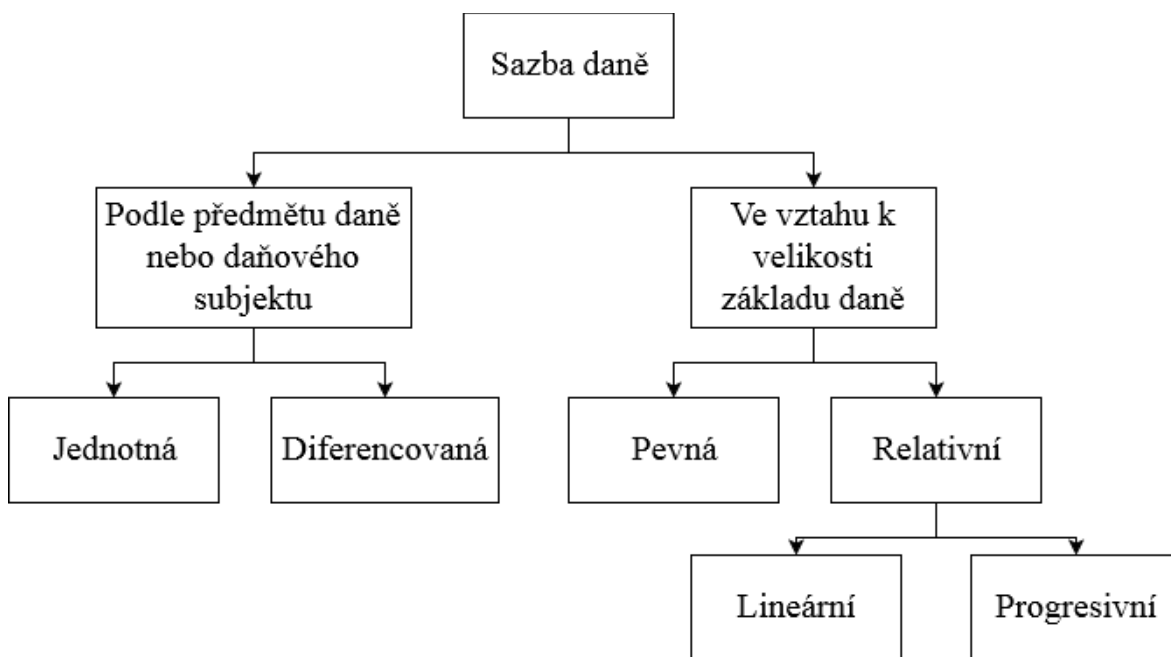 Sazba daně
Podle předmětu daně
nebo daňového
subjektu
Ve vztahu k
velikosti
základu daně
Jednotná
Diferencovaná
Pevná
Relativní
Lineární
Progresivní